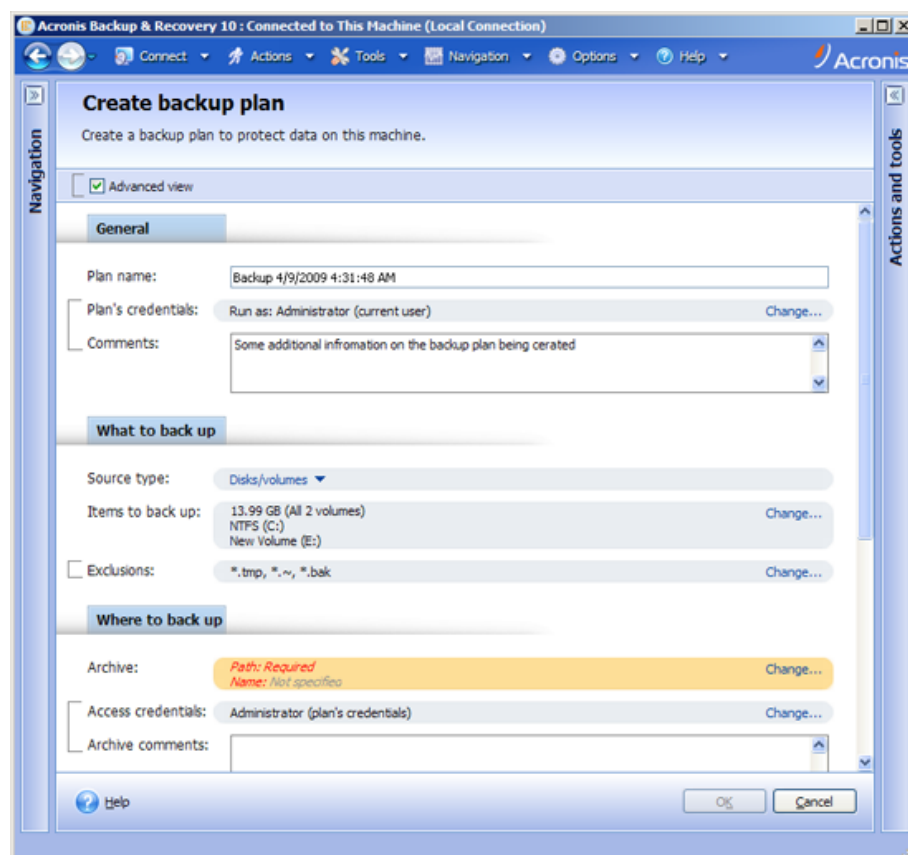 Acronis Backup & Recovery 10 : Connected to This Machine (Local Connection)
Connect Actions Tools Navigation Options Help Acronis
Navigation
Actions and tools
Create backup plan
Create a backup plan to protect data on this machine.
Advanced view
General
Plan name: Backup 4/9/2009 4:31:48 AM
Plan's credentials: Run as: Administrator (current user) Change...
Comments: Some additional infromation on the backup plan being cerated
What to back up
Source type: Disks/volumes
Items to back up: 13.99 GB (All 2 volumes) Change...
NTFS (C:)
New Volume (E:)
Exclusions: *.tmp, *.~, *.bak Change...
Where to back up
Archive: Path: Required Change...
Name: Not specified
Access credentials: Administrator (plan's credentials) Change...
Archive comments:
Help OK Cancel